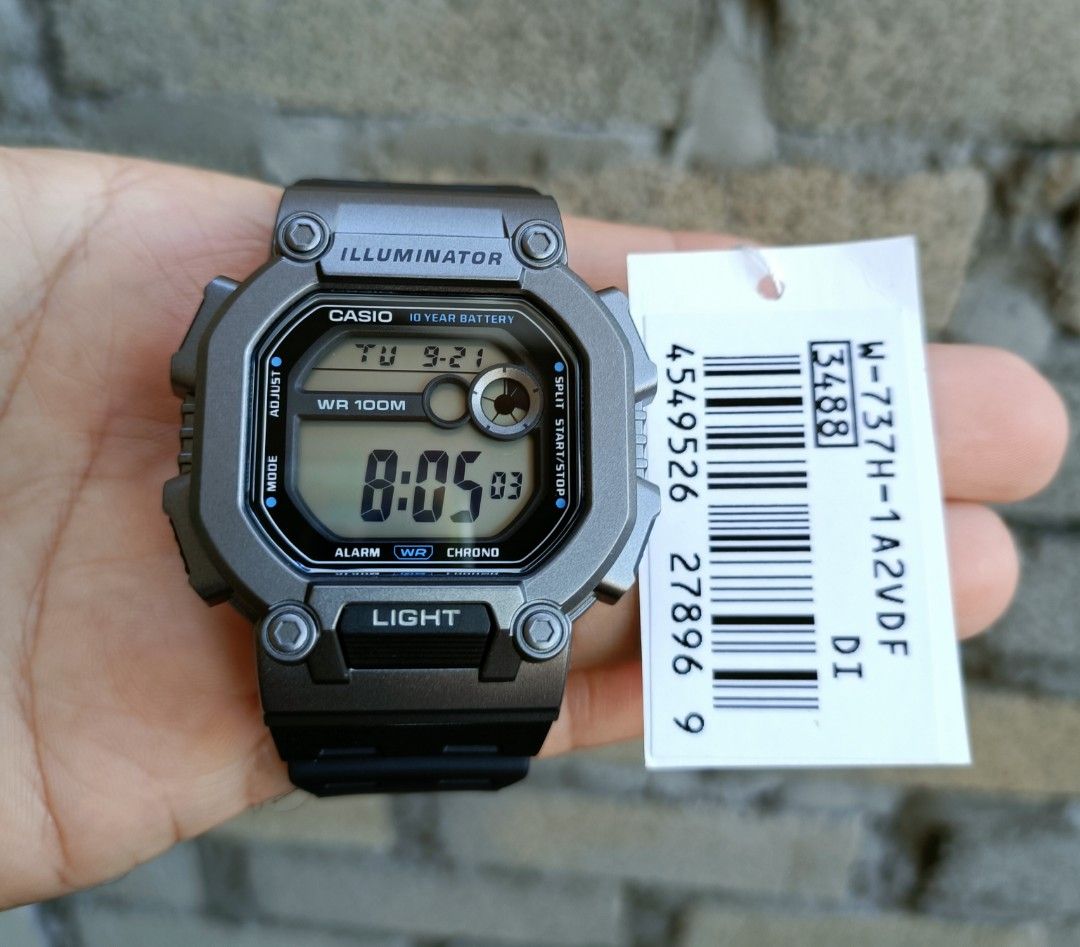 ILLUMINATOR
CASIO 10 YEAR BATTERY
TU 9-21
ADJUST
SPLIT
WR 100M
MODE
START/STOP
8:05 03
ALARM WR CHRONO
LIGHT
W-737H-1A2VDF
3488 DI
4549526 27896 9